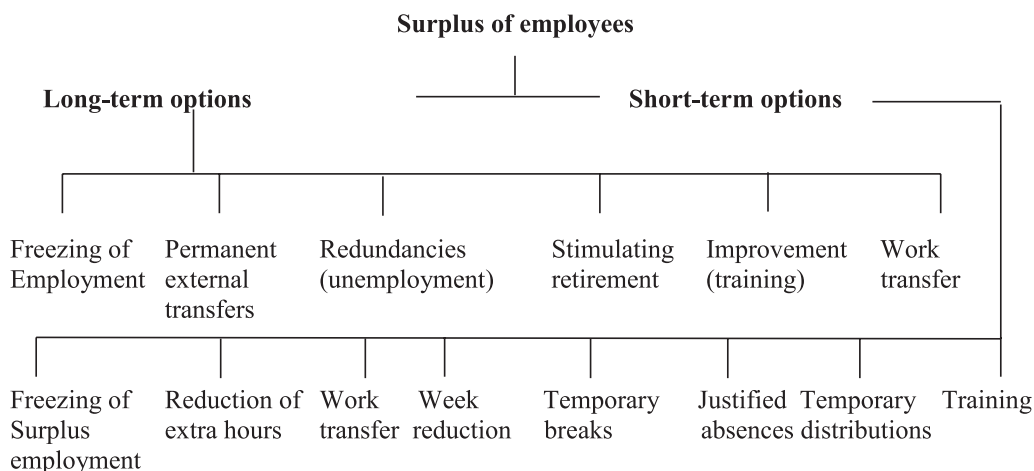 Surplus of employees
Long-term options
Short-term options
Freezing of
Employment
Permanent
external
transfers
Redundancies
(unemployment)
Stimulating
retirement
Improvement
(training)
Work
transfer
Freezing of
Surplus
employment
Reduction of
extra hours
Work
transfer
Week
reduction
Temporary
breaks
Justified
absences
Temporary
distributions
Training